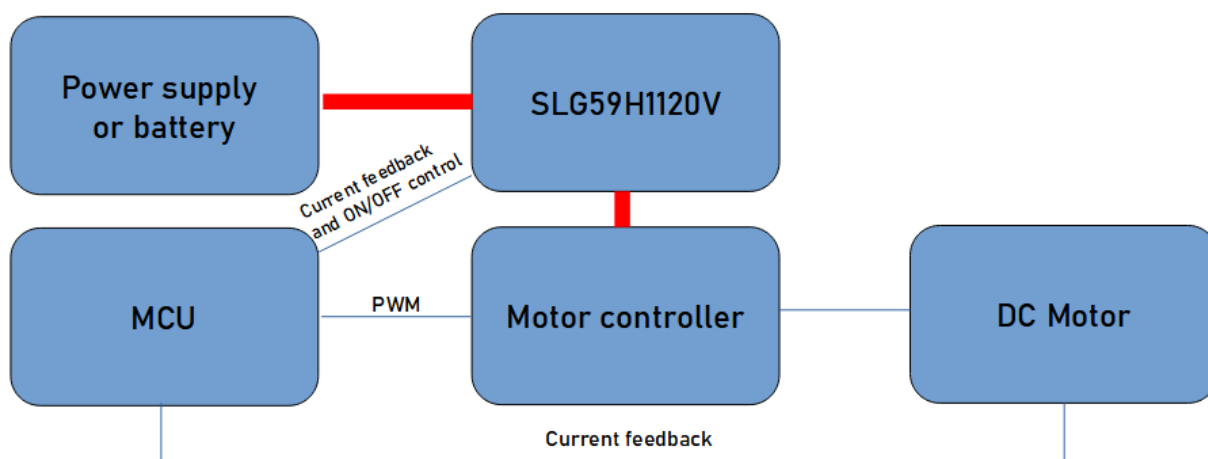 Power supply
or battery
SLG59H1120V
Current feedback
and ON/OFF control
MCU
PWM
Motor controller
DC Motor
Current feedback